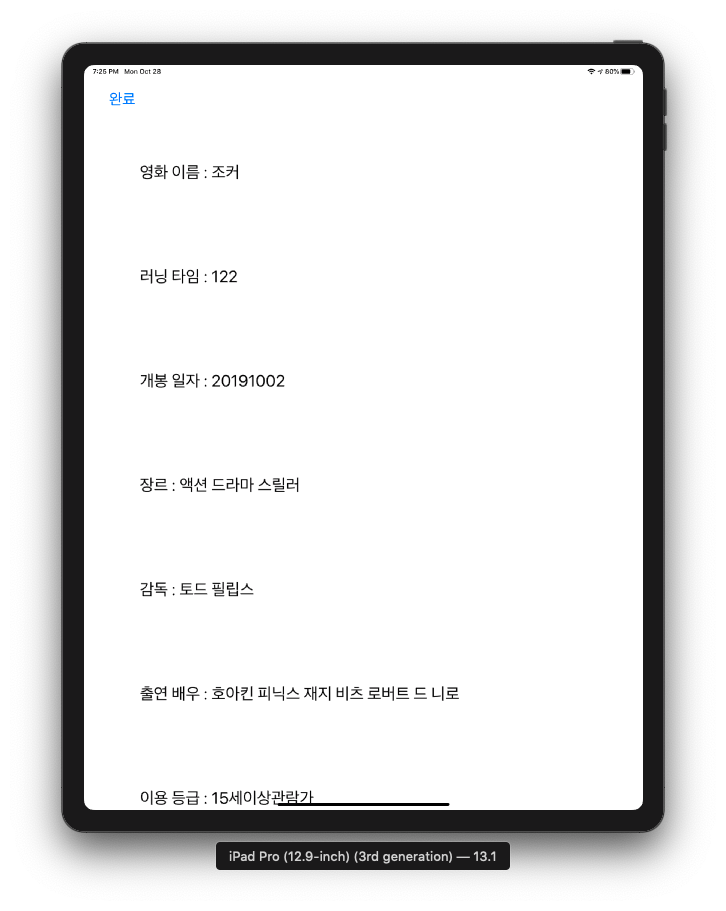 7:25 PM Mon Oct 28 80%
완료
영화 이름 : 조커
러닝 타임 : 122
개봉 일자 : 20191002
장르 : 액션 드라마 스릴러
감독 : 토드 필립스
출연 배우 : 호아킨 피닉스 재지 비츠 로버트 드 니로
이용 등급 : 15세이상관람가
iPad Pro (12.9-inch) (3rd generation) — 13.1